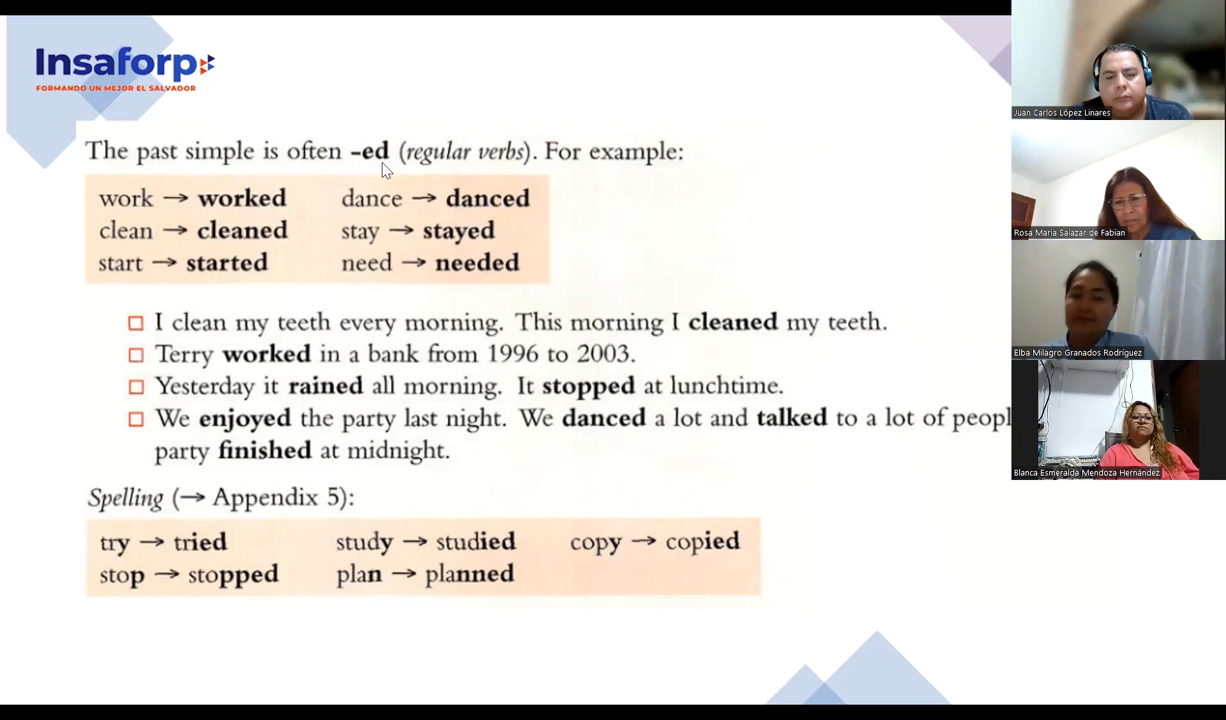 Insaforp
FORMANDO UN MEJOR EL SALVADOR
The past simple is often -ed (regular verbs). For example:
work → worked dance → danced
clean → cleaned stay → stayed
start → started need → needed
I clean my teeth every morning. This morning I cleaned my teeth.
Terry worked in a bank from 1996 to 2003.
Yesterday it rained all morning. It stopped at lunchtime.
We enjoyed the party last night. We danced a lot and talked to a lot of peopl
party finished at midnight.
Spelling (→ Appendix 5):
try → tried study → studied copy → copied
stop → stopped plan → planned
Juan Carlos López Linares
Rosa Maria Salazar de Fabian
Elba Milagro Granados Rodríguez
Blanca Esmeralda Mendoza Hernández